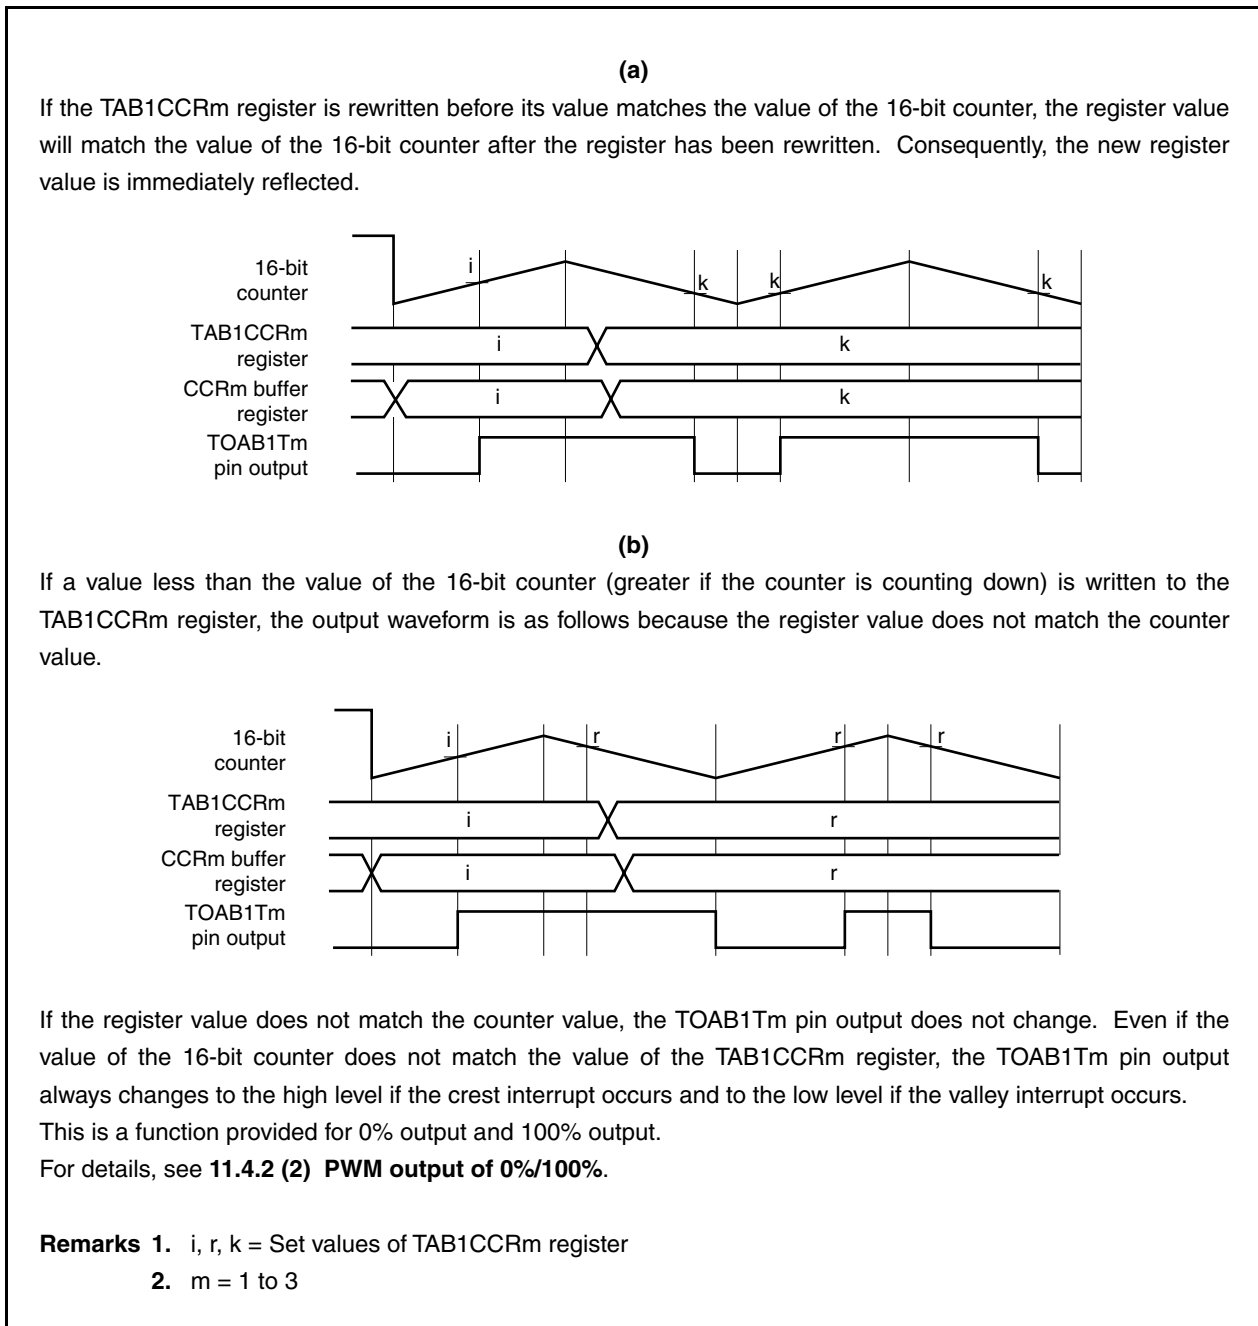 (a)
If the TAB1CCRm register is rewritten before its value matches the value of the 16-bit counter, the register value
will match the value of the 16-bit counter after the register has been rewritten. Consequently, the new register
value is immediately reflected.
16-bit
counter
i
k
k
k
TAB1CCRm
register
i
k
CCRm buffer
register
i
k
TOAB1Tm
pin output
(b)
If a value less than the value of the 16-bit counter (greater if the counter is counting down) is written to the
TAB1CCRm register, the output waveform is as follows because the register value does not match the counter
value.
16-bit
counter
i
r
r
r
TAB1CCRm
register
i
r
CCRm buffer
register
i
r
TOAB1Tm
pin output
If the register value does not match the counter value, the TOAB1Tm pin output does not change. Even if the
value of the 16-bit counter does not match the value of the TAB1CCRm register, the TOAB1Tm pin output
always changes to the high level if the crest interrupt occurs and to the low level if the valley interrupt occurs.
This is a function provided for 0% output and 100% output.
For details, see 11.4.2 (2) PWM output of 0%/100%.
Remarks 1. i, r, k = Set values of TAB1CCRm register
2. m = 1 to 3